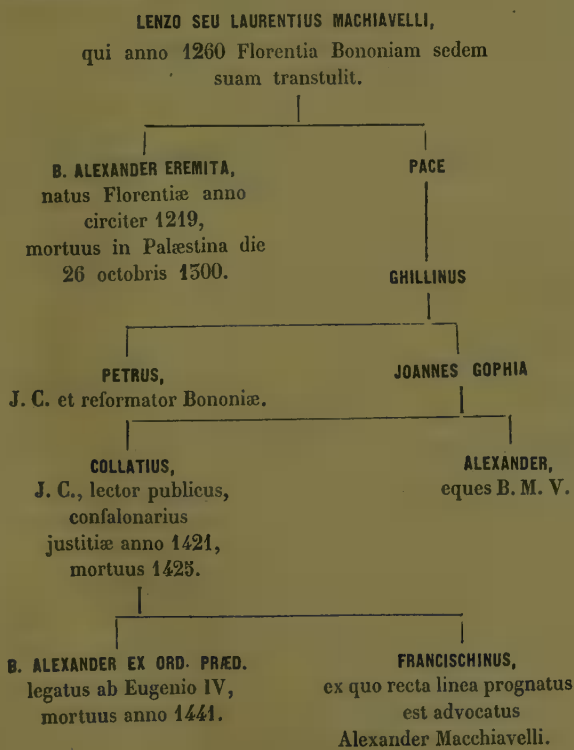 LENZO SEU LAURENTIUS MACHIAVELLI,
qui anno 1260 Florentia Bononiam sedem
suam transtulit.
B. ALEXANDER EREMITA,
natus Florentiæ anno
circiter 1219,
mortuus in Palæstina die
26 octobris 1300.
PACE
GHILLINUS
PETRUS,
J. C. et reformator Bononiæ.
JOANNES GOPHIA
COLLATIUS,
J. C., lector publicus,
confalonarius
justitiæ anno 1421,
mortuus 1425.
ALEXANDER,
eques B. M. V.
B. ALEXANDER EX ORD. PRÆD.
legatus ab Eugenio IV,
mortuus anno 1441.
FRANCISCHINUS,
ex quo recta linea prognatus
est advocatus
Alexander Macchiavelli.